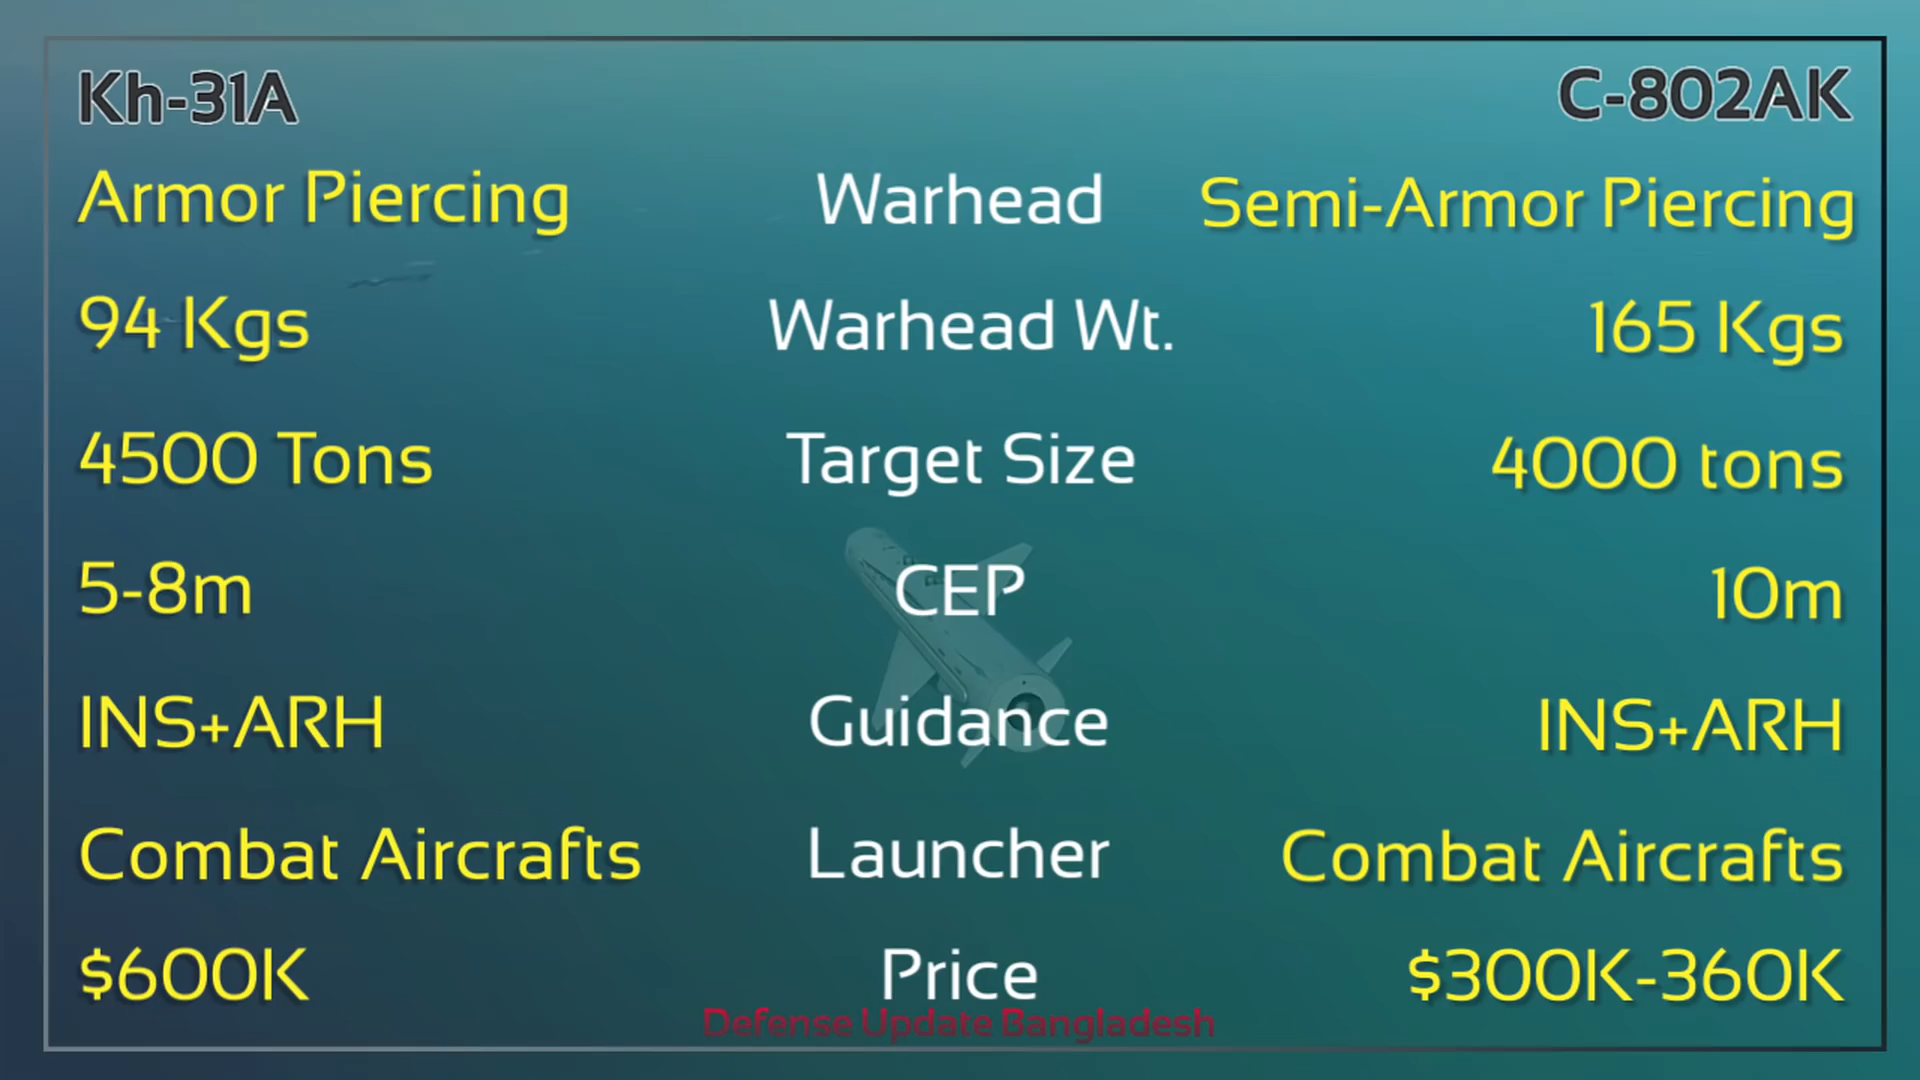 Kh-31A C-802AK
Armor Piercing Warhead Semi-Armor Piercing
94 Kgs Warhead Wt. 165 Kgs
4500 Tons Target Size 4000 tons
5-8m CEP 10m
INS+ARH Guidance INS+ARH
Combat Aircrafts Launcher Combat Aircrafts
$600K Price $300K-360K
Defense Update Bangladesh